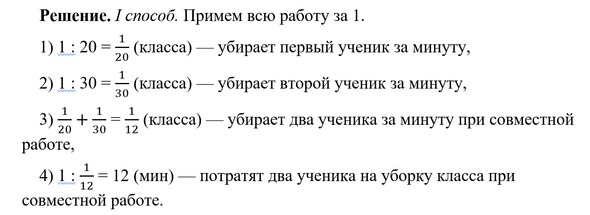 Решение. I способ. Примем всю работу за 1.
1) 1 : 20 = 1/20 (класса) — убирает первый ученик за минуту,
2) 1 : 30 = 1/30 (класса) — убирает второй ученик за минуту,
3) 1/20 + 1/30 = 1/12 (класса) — убирает два ученика за минуту при совместной
работе,
4) 1 : 1/12 = 12 (мин) — потратят два ученика на уборку класса при
совместной работе.